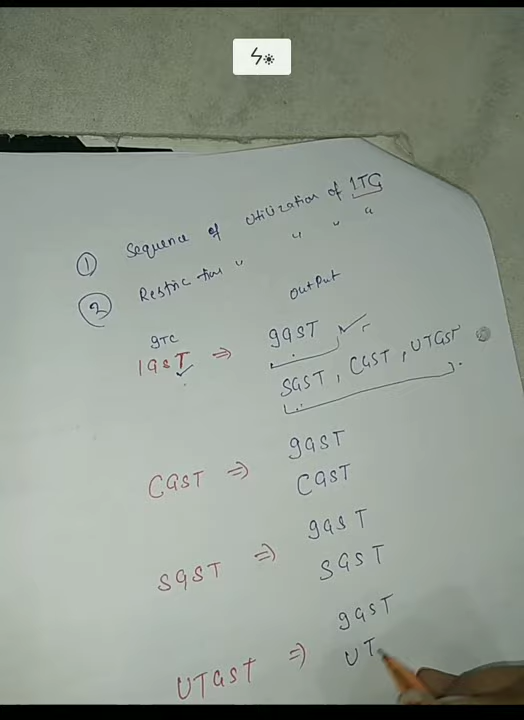 ① Sequence of utilization of ITC
② Restriction " " " "
ITC
output
IGST ⇒ IGST ✓
SGST, CGST, UTGST
CGST ⇒ IGST
CGST
SGST ⇒ IGST
SGST
UTGST ⇒ IGST
UT